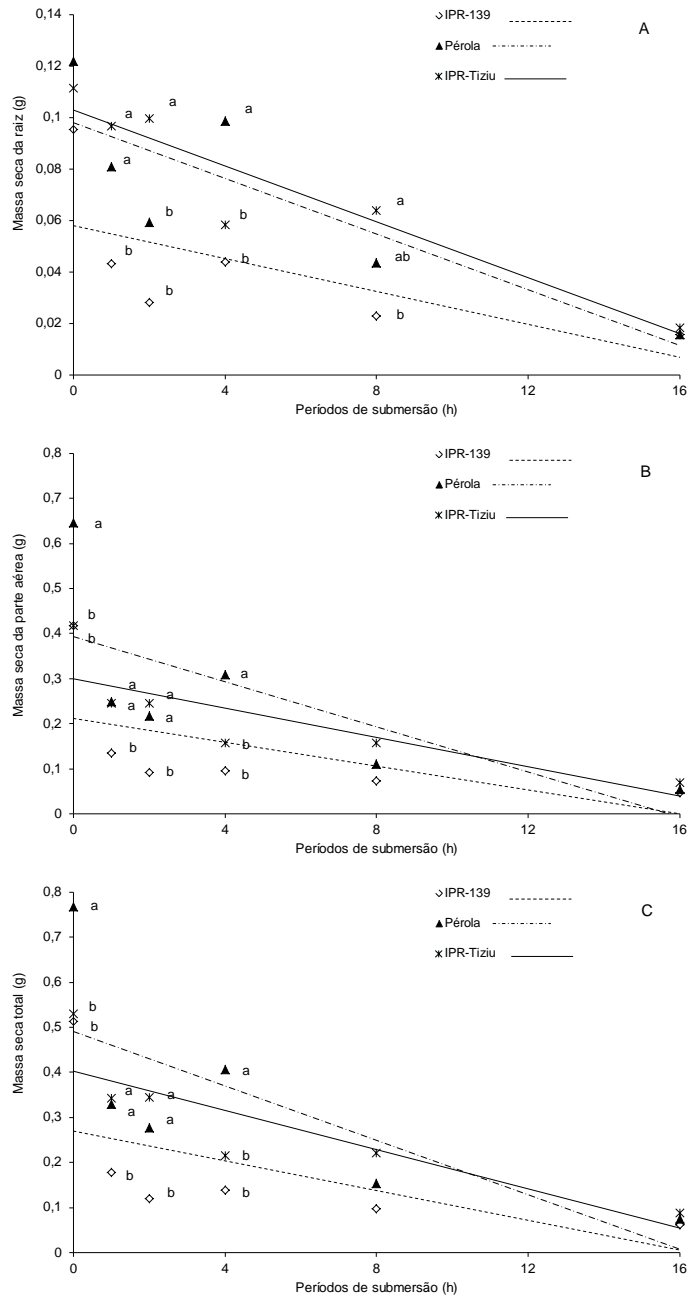 0,14
0,12
0,1
0,08
0,06
0,04
0,02
0
Massa seca da raiz (g)
IPR-139
Pérola
IPR-Tiziu
A
a
a
a
a
b
b
b
b
b
a
ab
b
0 4 8 12 16
Períodos de submersão (h)
0,8
0,7
0,6
0,5
0,4
0,3
0,2
0,1
0
Massa seca da parte aérea (g)
IPR-139
Pérola
IPR-Tiziu
B
a
b
b
a
a
a
a
a
b
b
b
b
0 4 8 12 16
Períodos de submersão (h)
0,8
0,7
0,6
0,5
0,4
0,3
0,2
0,1
0
Massa seca total (g)
IPR-139
Pérola
IPR-Tiziu
C
a
b
b
a
a
a
a
a
b
b
b
b
0 4 8 12 16
Períodos de submersão (h)